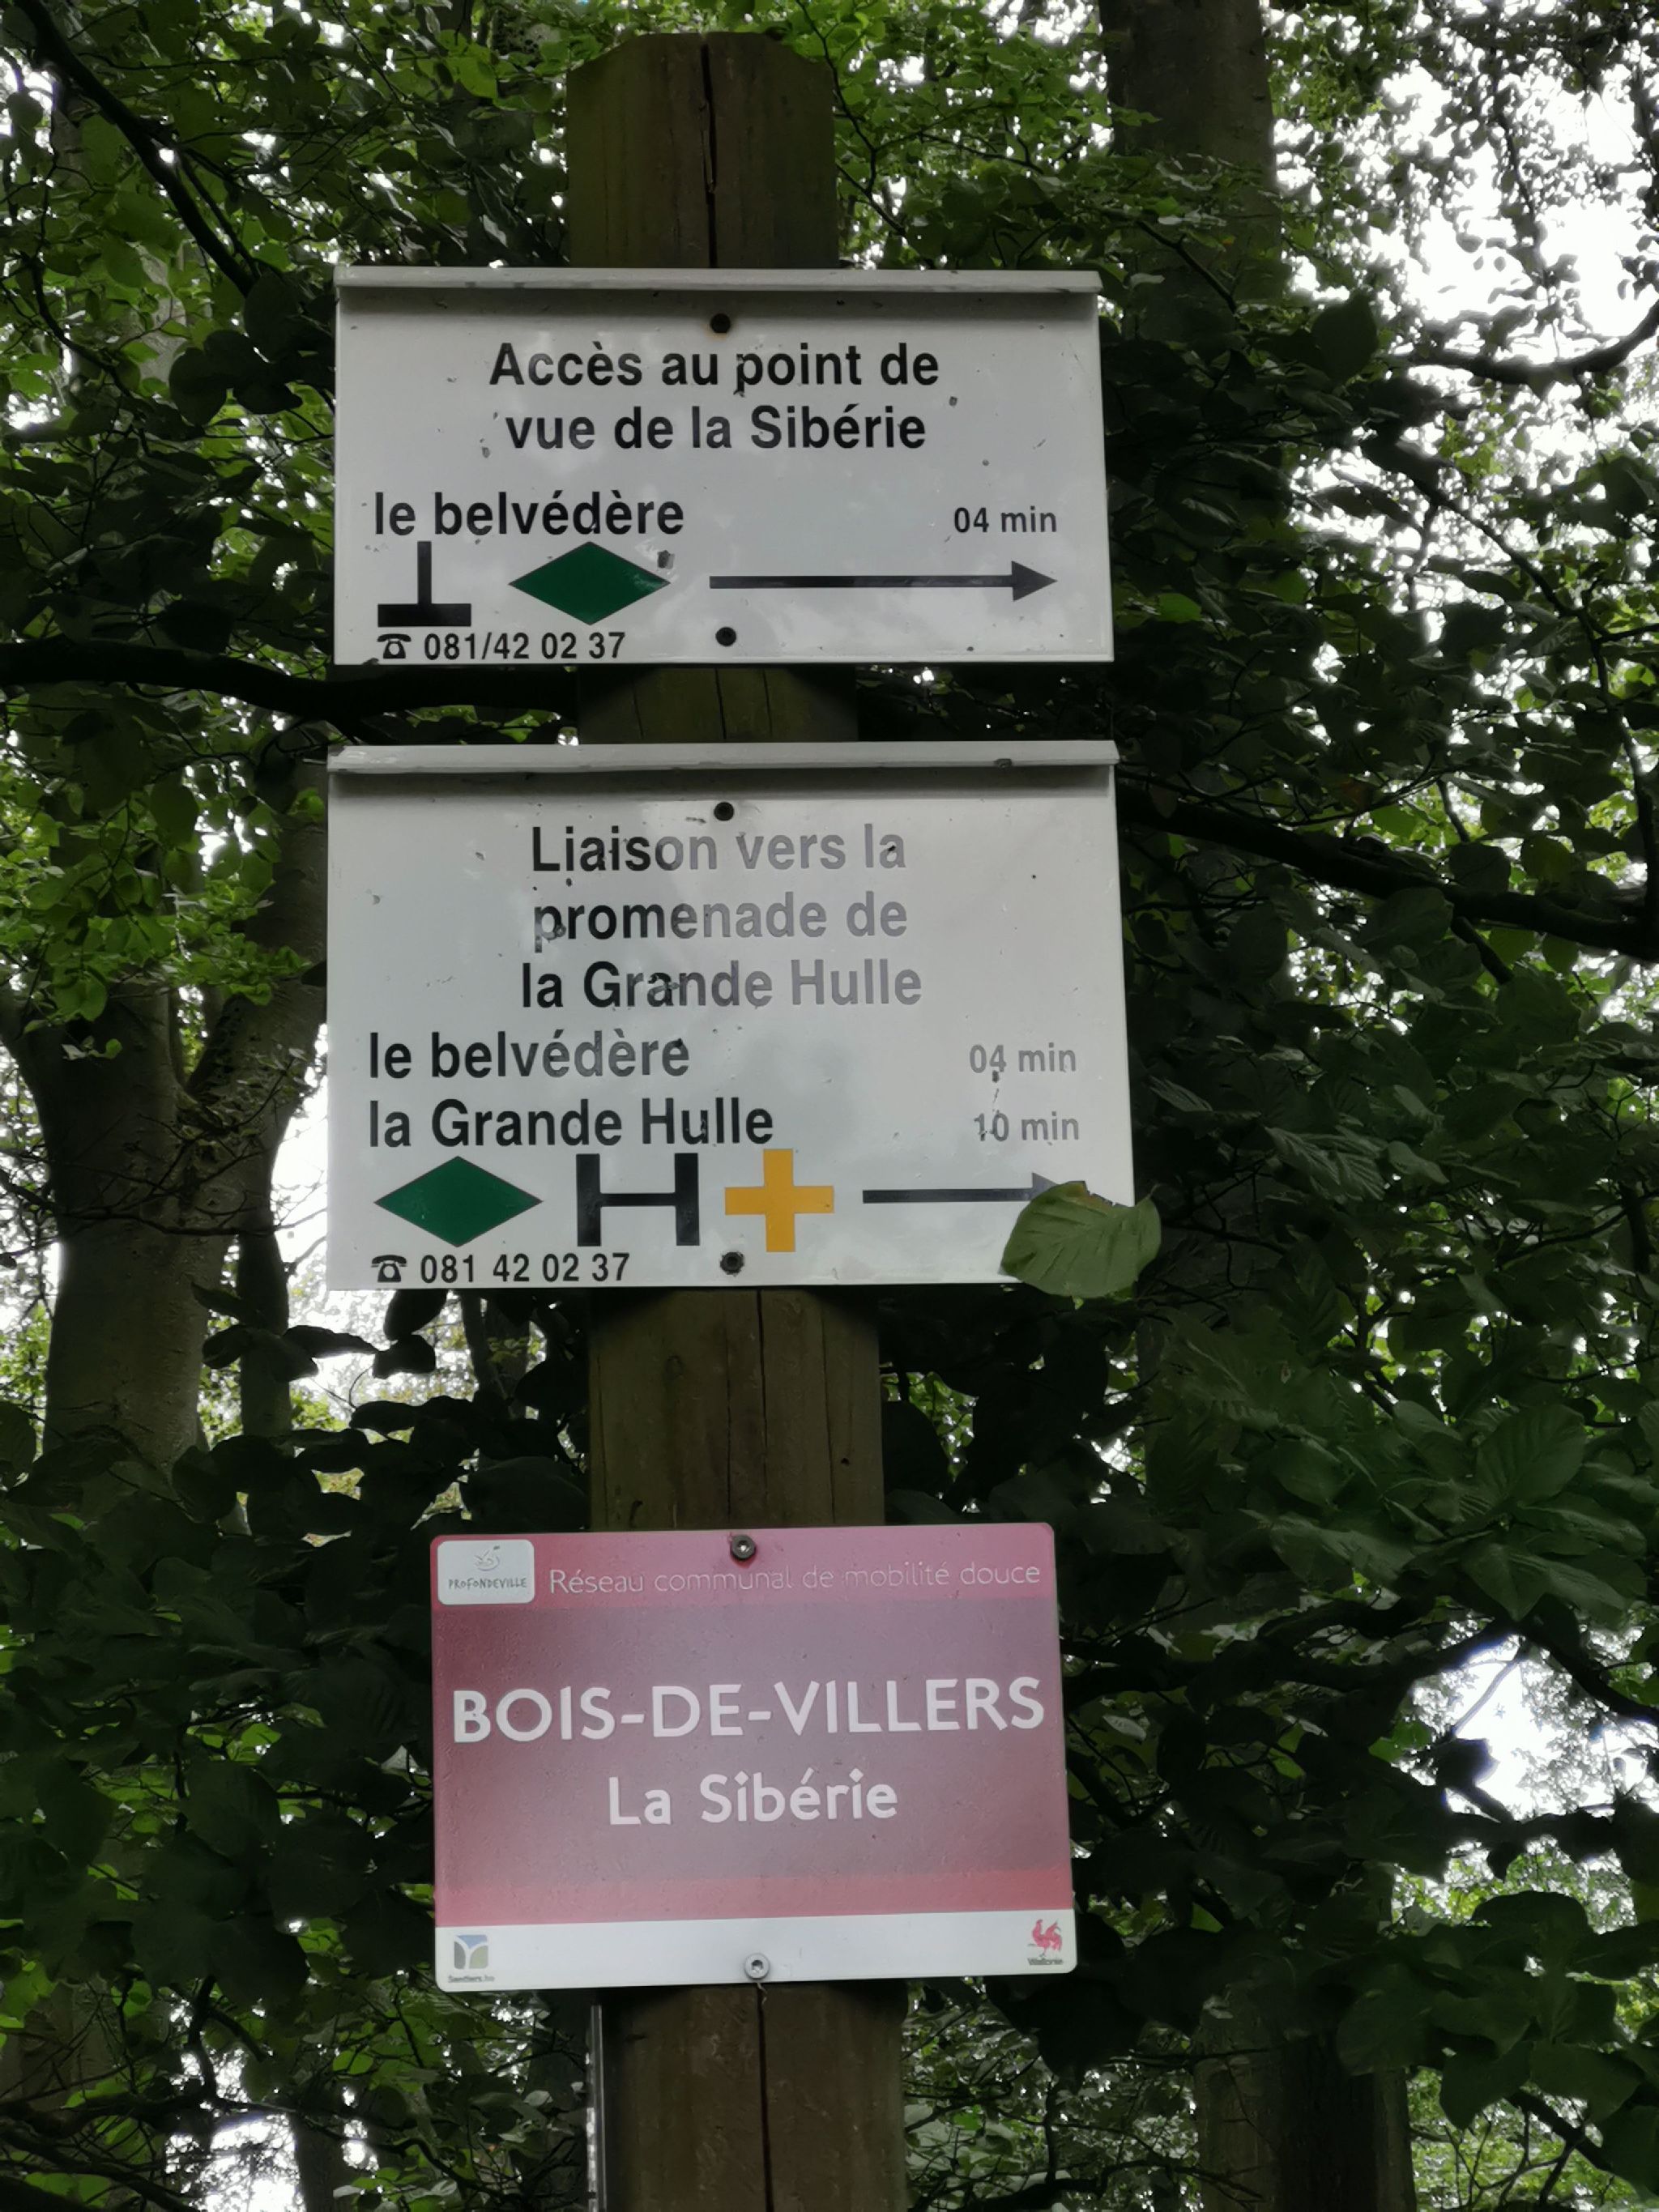 Accès au point de
vue de la Sibérie
le belvédère 04 min
☎ 081/42 02 37
Liaison vers la
promenade de
la Grande Hulle
le belvédère 04 min
la Grande Hulle 10 min
☎ 081 42 02 37
PROFONDEVILLE Réseau communal de mobilité douce
BOIS-DE-VILLERS
La Sibérie
Sentiers.be Wallonie